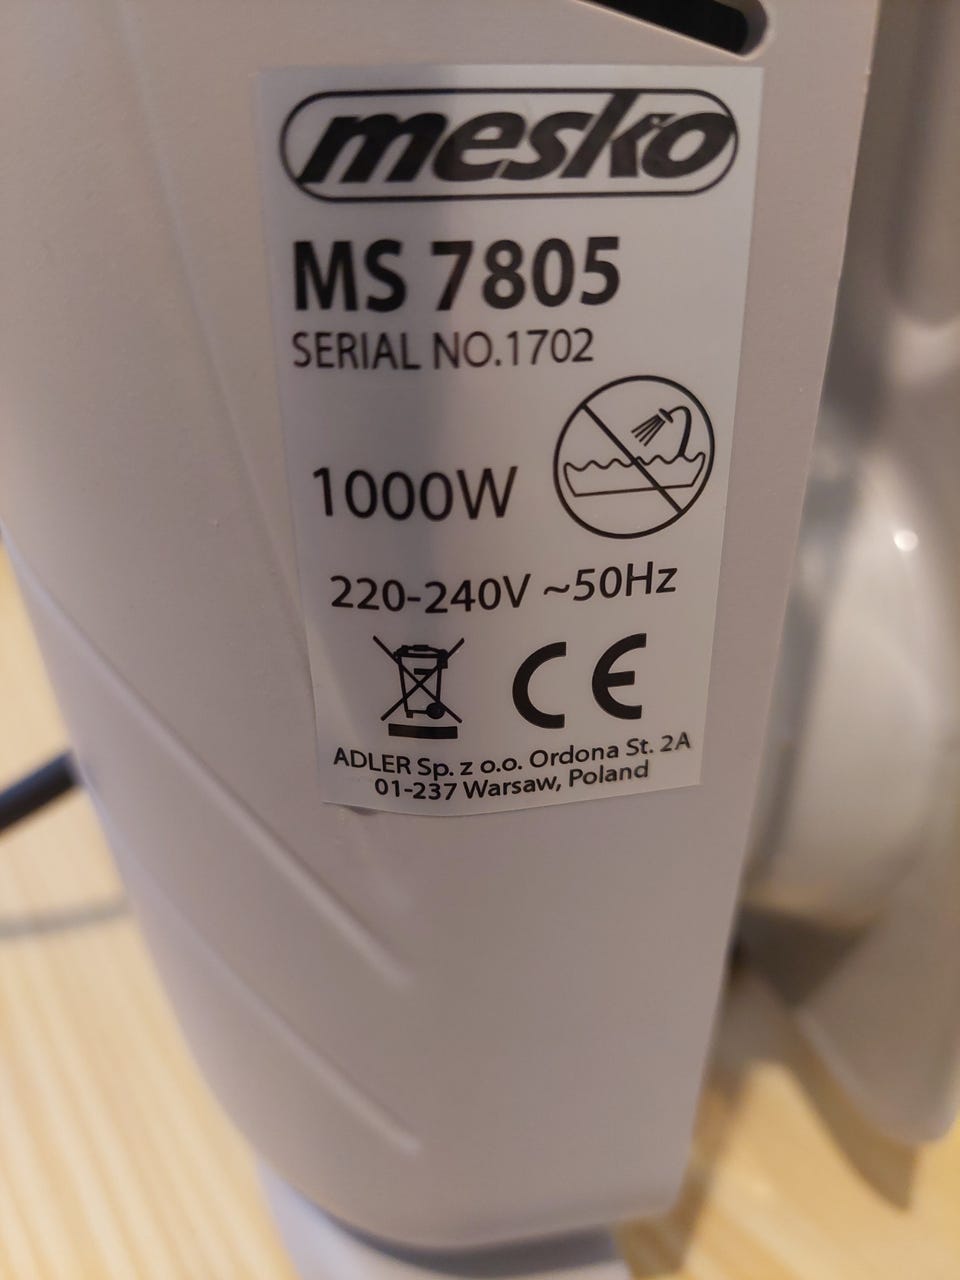 mesko
MS 7805
SERIAL NO.1702
1000W
220-240V ~50Hz
CE
ADLER Sp. z o.o. Ordona St. 2A
01-237 Warsaw, Poland